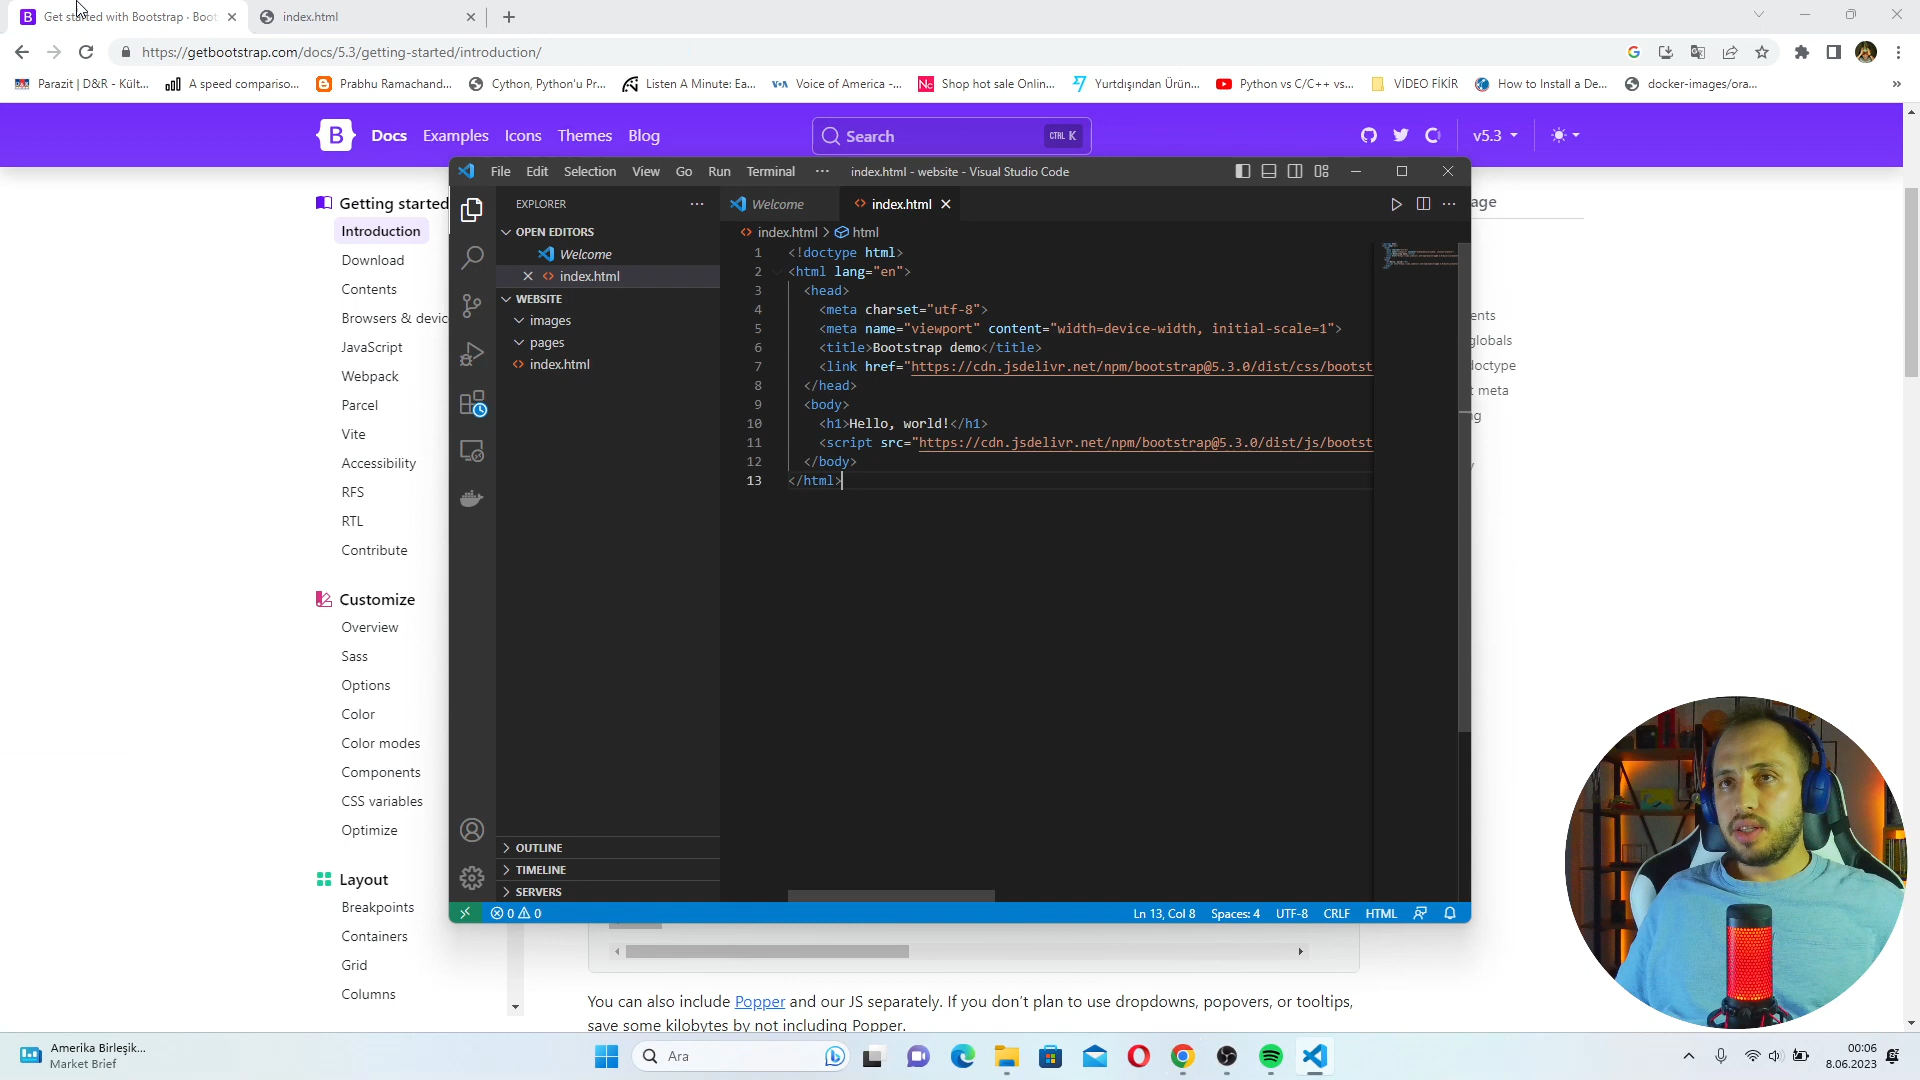 Get started with Bootstrap · Boot
index.html
https://getbootstrap.com/docs/5.3/getting-started/introduction/
Parazit | D&R - Kült...
A speed compariso...
Prabhu Ramachand...
Cython, Python'u Pr...
Listen A Minute: Ea...
Voice of America -...
Shop hot sale Onlin...
Yurtdışından Ürün...
Python vs C/C++ vs...
VİDEO FİKİR
How to Install a De...
docker-images/ora...
»
B
Docs
Examples
Icons
Themes
Blog
Search
CTRL K
v5.3
File Edit Selection View Go Run Terminal ...
index.html - website - Visual Studio Code
Getting started
Introduction
Download
Contents
Browsers & devic
JavaScript
Webpack
Parcel
Vite
Accessibility
RFS
RTL
Contribute
Customize
Overview
Sass
Options
Color
Color modes
Components
CSS variables
Optimize
Layout
Breakpoints
Containers
Grid
Columns
EXPLORER
OPEN EDITORS
Welcome
index.html
WEBSITE
images
pages
index.html
OUTLINE
TIMELINE
SERVERS
Welcome
index.html
index.html > html
1 <!doctype html>
2 <html lang="en">
3 <head>
4 <meta charset="utf-8">
5 <meta name="viewport" content="width=device-width, initial-scale=1">
6 <title>Bootstrap demo</title>
7 <link href="https://cdn.jsdelivr.net/npm/bootstrap@5.3.0/dist/css/bootst
8 </head>
9 <body>
10 <h1>Hello, world!</h1>
11 <script src="https://cdn.jsdelivr.net/npm/bootstrap@5.3.0/dist/js/bootst
12 </body>
13 </html>
0 0
Ln 13, Col 8
Spaces: 4
UTF-8
CRLF
HTML
age
ents
globals
doctype
t meta
ng
y
You can also include Popper and our JS separately. If you don't plan to use dropdowns, popovers, or tooltips,
save some kilobytes by not including Popper.
Amerika Birleşik...
Market Brief
Ara
00:06
8.06.2023